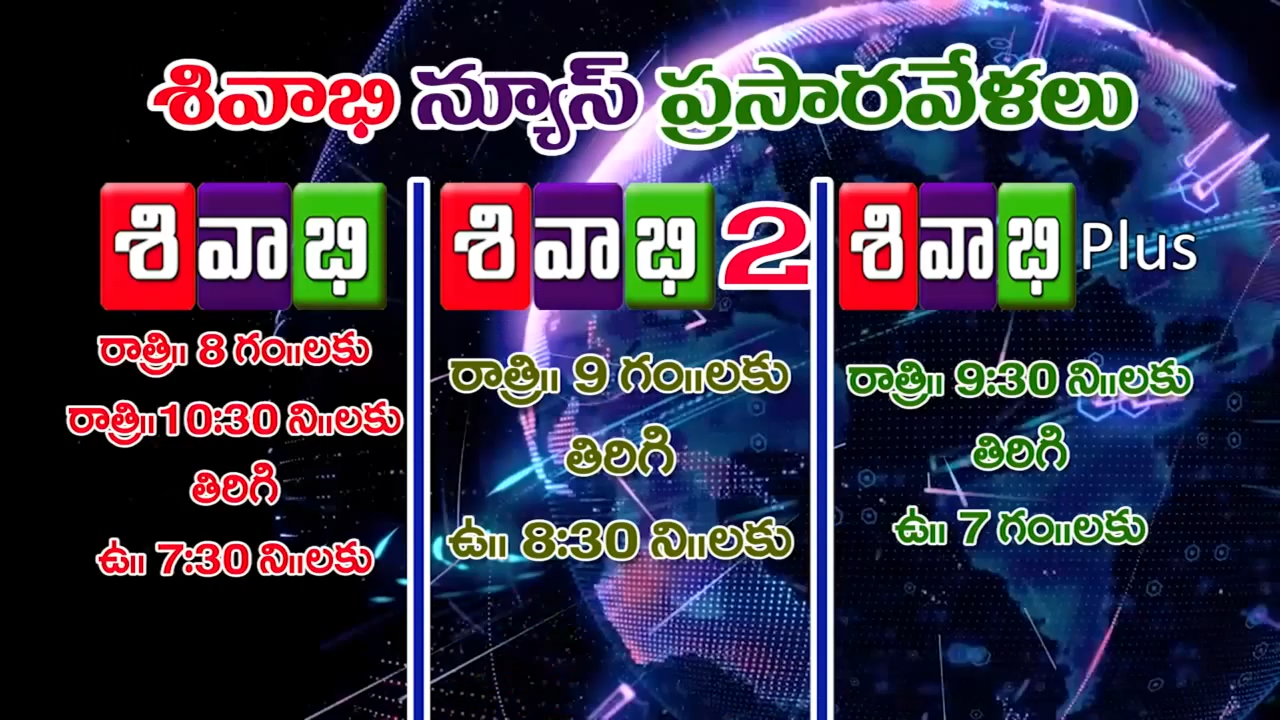 శివాభి న్యూస్ ప్రసారవేళలు
శివాభి
రాత్రి॥ 8 గం॥లకు
రాత్రి॥10:30 ని॥లకు
తిరిగి
ఉ॥ 7:30 ని॥లకు
శివాభి 2
రాత్రి॥ 9 గం॥లకు
తిరిగి
ఉ॥ 8:30 ని॥లకు
శివాభి Plus
రాత్రి॥ 9:30 ని॥లకు
తిరిగి
ఉ॥ 7 గం॥లకు